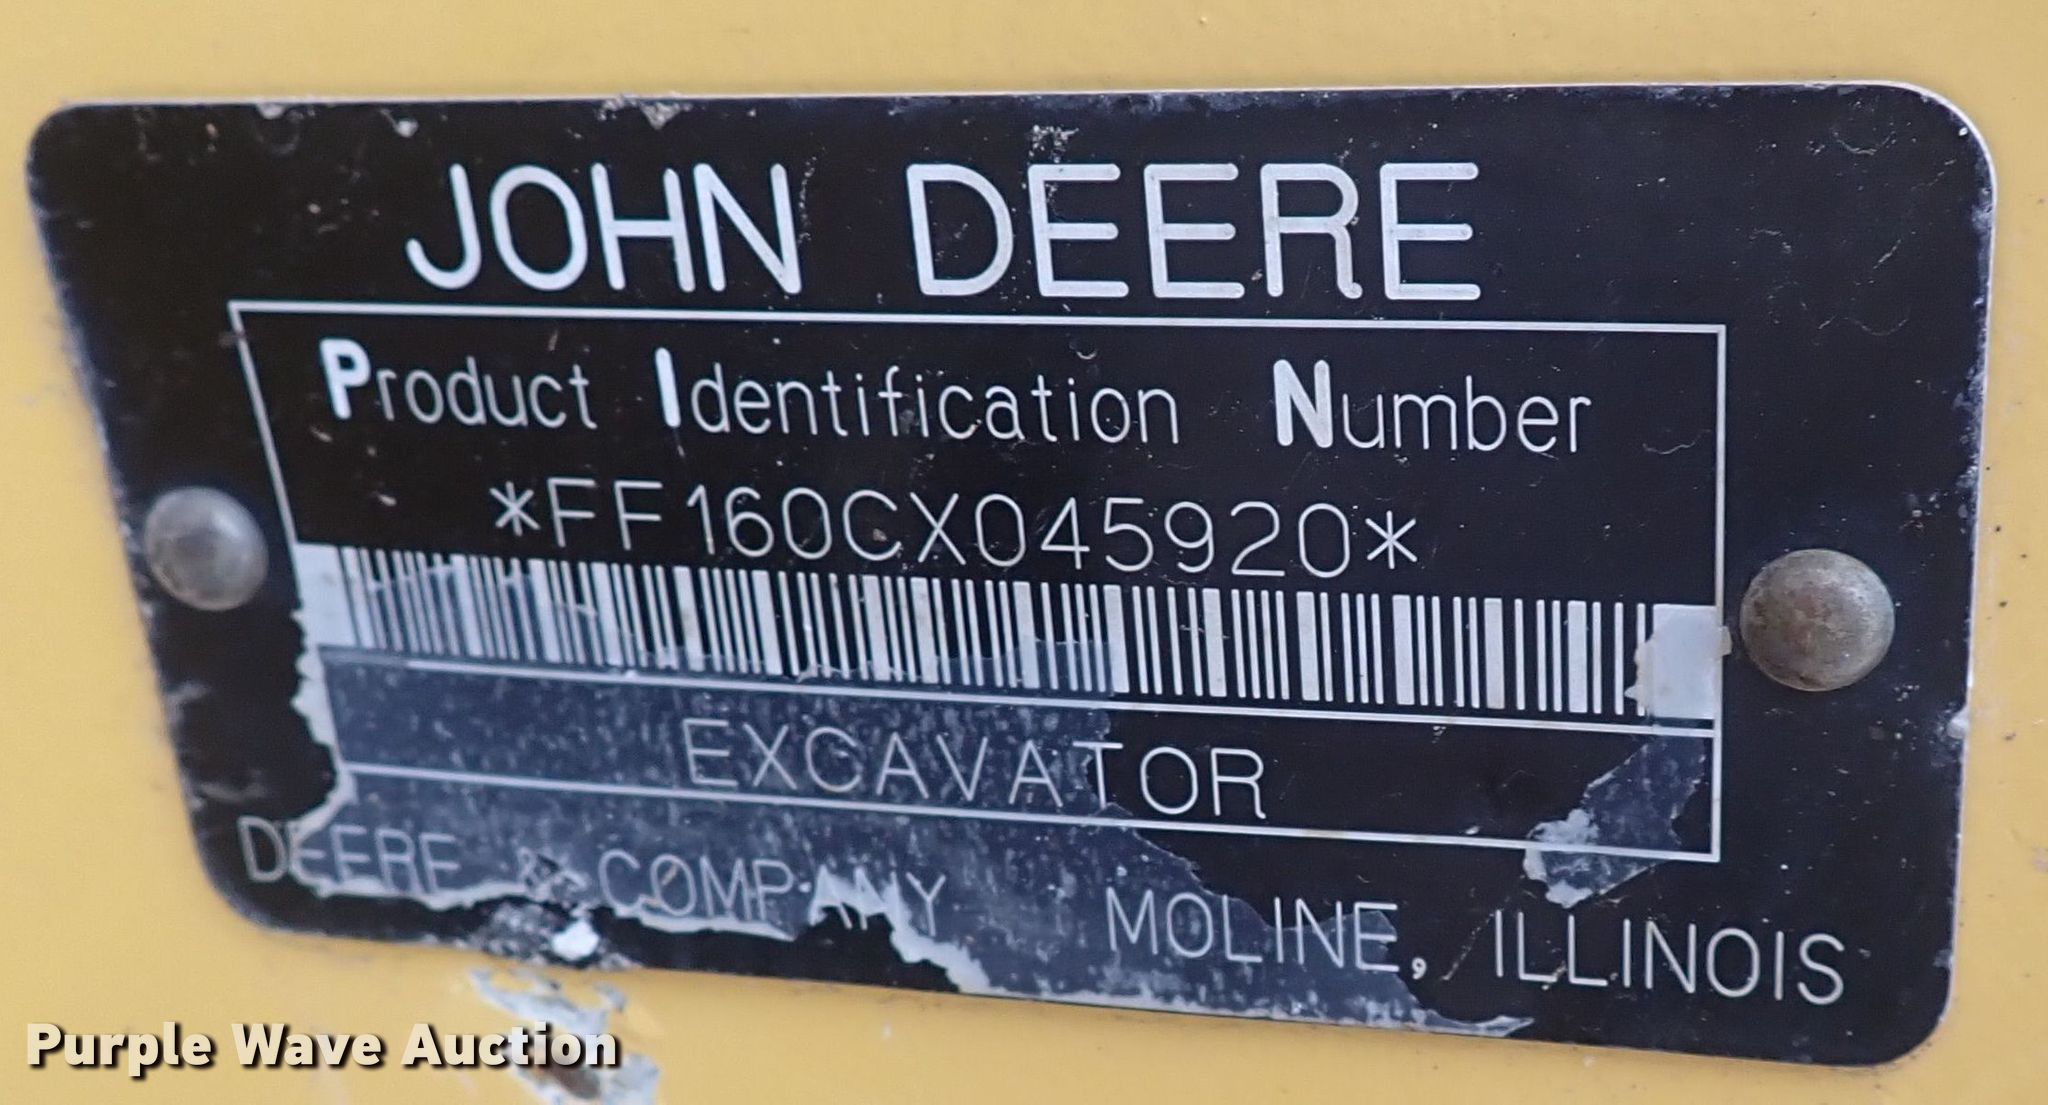 JOHN DEERE
Product Identification Number
*FF160CX045920*
EXCAVATOR
DEERE & COMPANY MOLINE, ILLINOIS
Purple Wave Auction